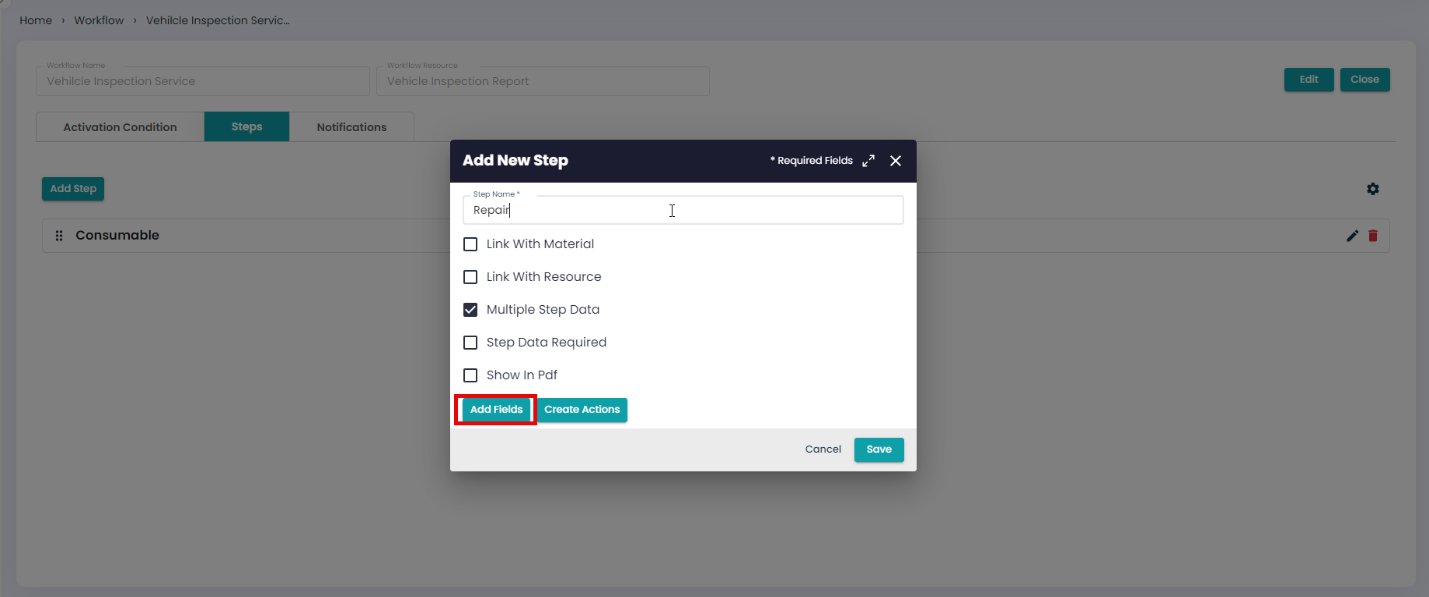 Home › Workflow › Vehilcle Inspection Servic...
Workflow Name
Vehilcle Inspection Service
Workflow Resource
Vehicle Inspection Report
Edit
Close
Activation Condition
Steps
Notifications
Add New Step
* Required Fields
Add Step
Step Name *
Repair
Consumable
Link With Material
Link With Resource
Multiple Step Data
Step Data Required
Show In Pdf
Add Fields
Create Actions
Cancel
Save